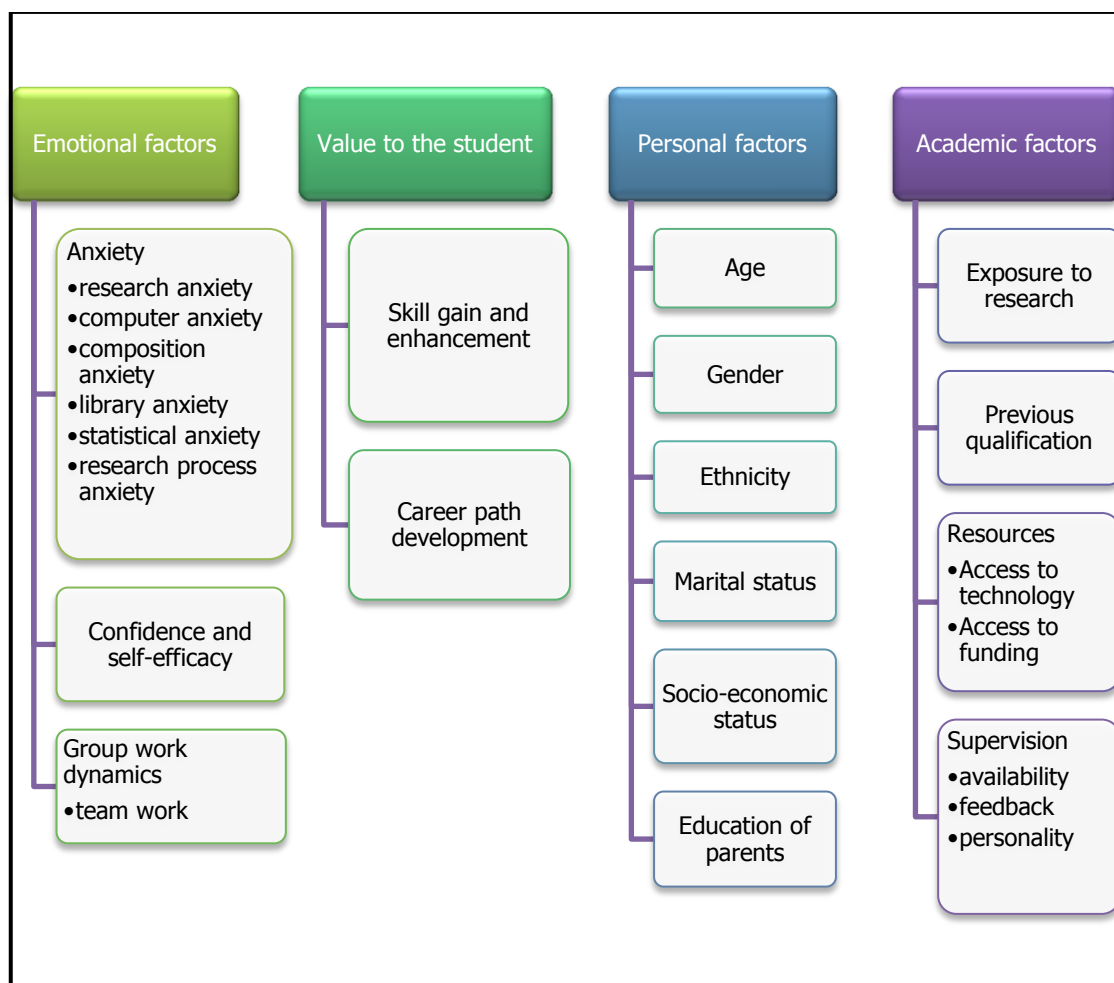 Emotional factors
Anxiety
•research anxiety
•computer anxiety
•composition
anxiety
•library anxiety
•statistical anxiety
•research process
anxiety
Confidence and
self-efficacy
Group work
dynamics
•team work
Value to the student
Skill gain and
enhancement
Career path
development
Personal factors
Age
Gender
Ethnicity
Marital status
Socio-economic
status
Education of
parents
Academic factors
Exposure to
research
Previous
qualification
Resources
•Access to
technology
•Access to
funding
Supervision
•availability
•feedback
•personality